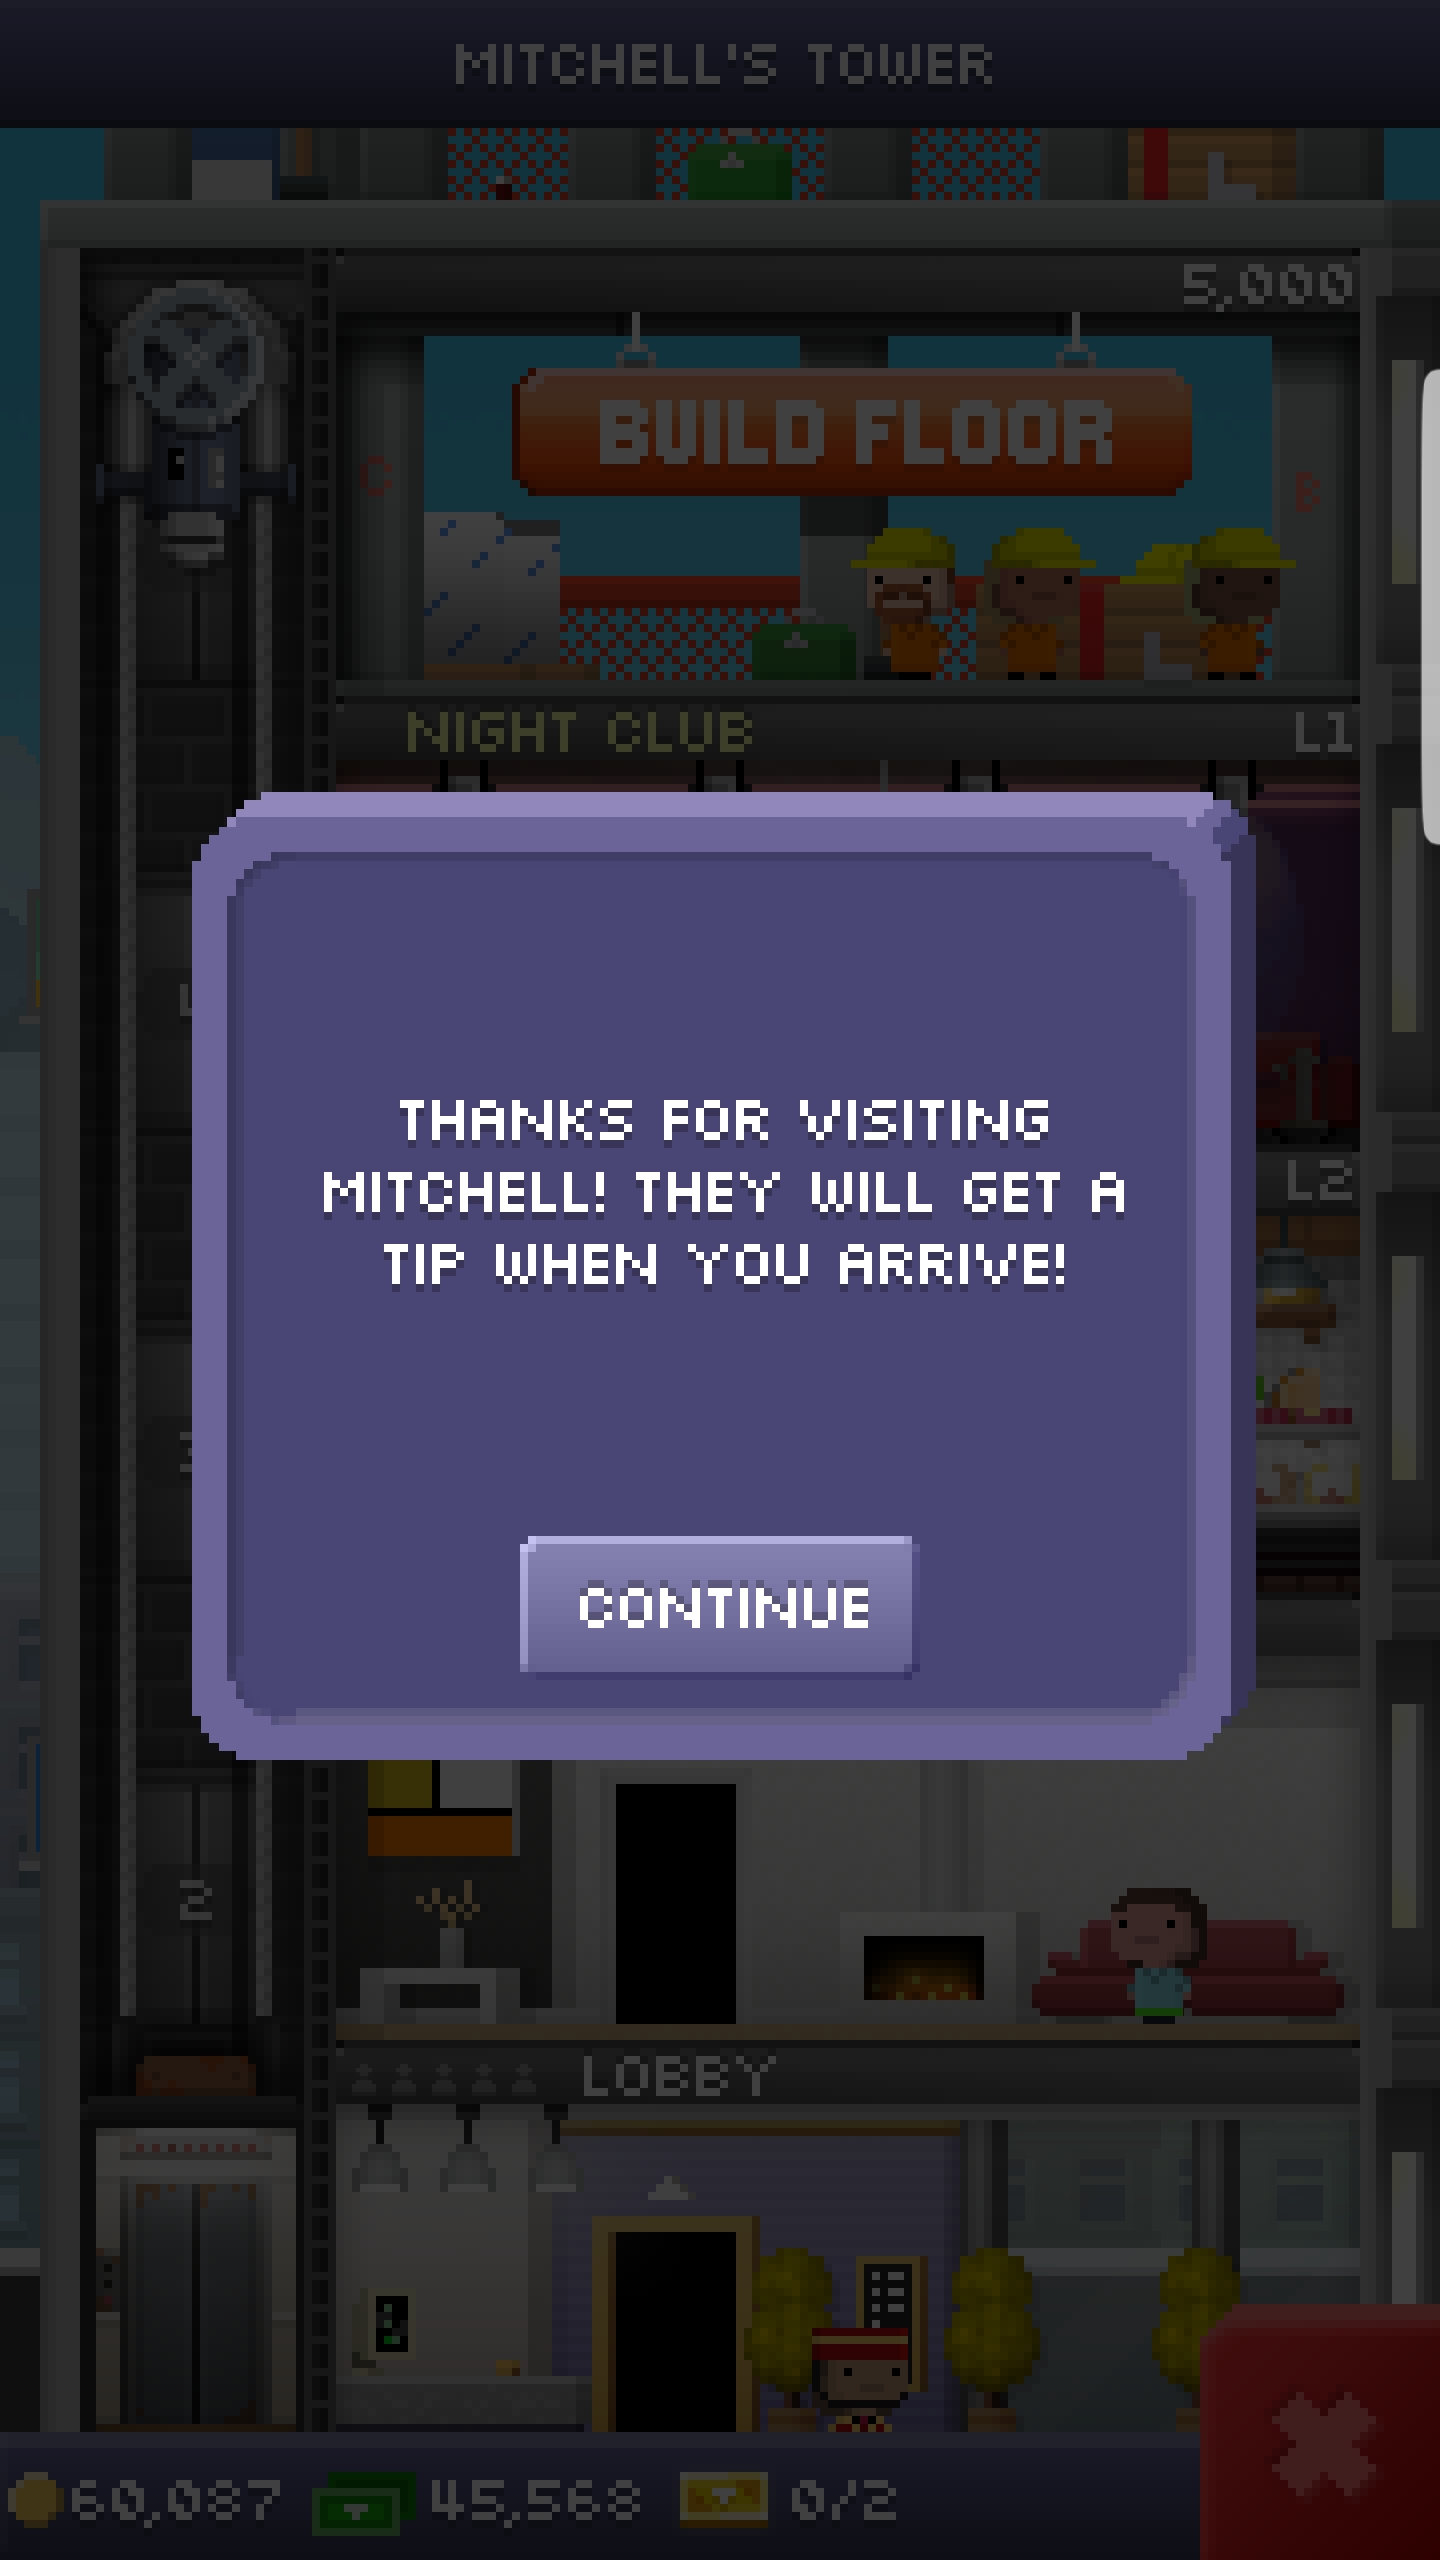 MITCHELL'S TOWER
5,000
BUILD FLOOR
C
B
NIGHT CLUB
L1
THANKS FOR VISITING
MITCHELL! THEY WILL GET A
TIP WHEN YOU ARRIVE!
L2
CONTINUE
2
LOBBY
60,087
45,568
0/2